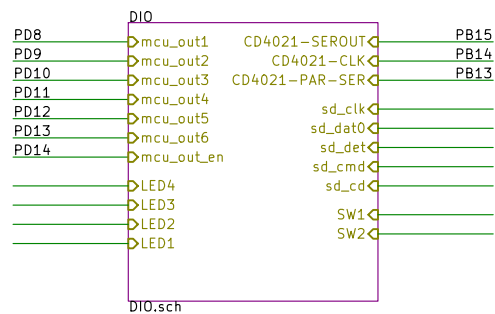 DIO
PD8 mcu_out1 CD4021-SEROUT PB15
PD9 mcu_out2 CD4021-CLK PB14
PD10 mcu_out3 CD4021-PAR-SER PB13
PD11 mcu_out4 sd_clk
PD12 mcu_out5 sd_dat0
PD13 mcu_out6 sd_det
PD14 mcu_out_en sd_cmd
LED4 sd_cd
LED3 SW1
LED2 SW2
LED1
DIO.sch